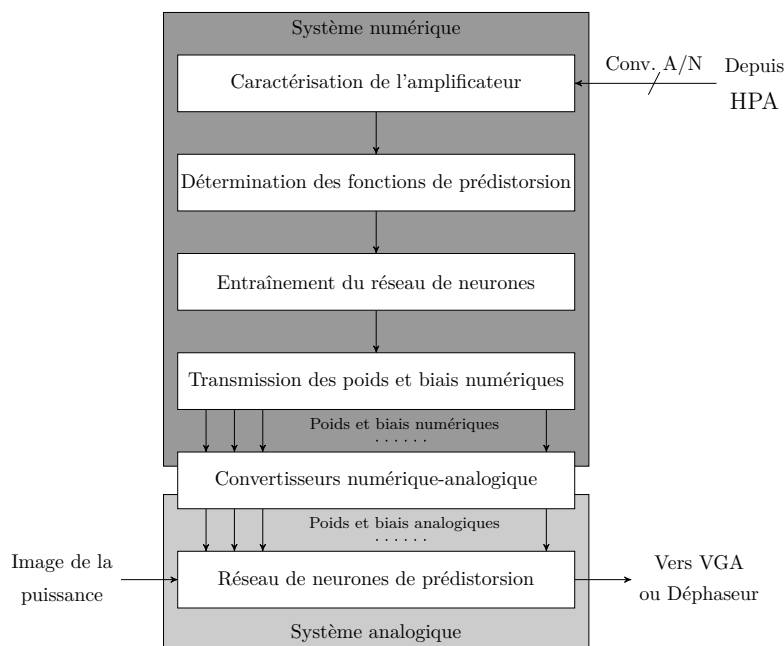 Système numérique
Caractérisation de l'amplificateur
Conv. A/N
Depuis
HPA
Détermination des fonctions de prédistorsion
Entraînement du réseau de neurones
Transmission des poids et biais numériques
Poids et biais numériques
......
Convertisseurs numérique-analogique
Poids et biais analogiques
......
Image de la
puissance
Réseau de neurones de prédistorsion
Vers VGA
ou Déphaseur
Système analogique